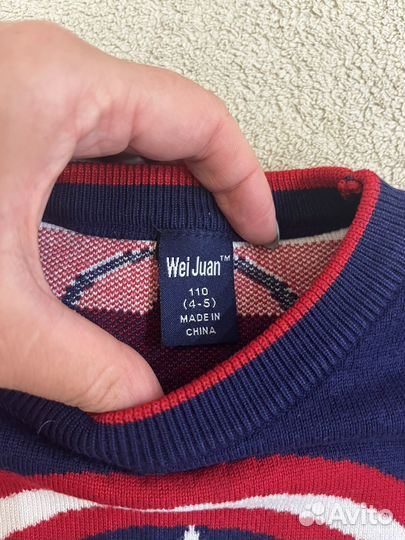 Wei Juan™
110
(4-5)
MADE IN
CHINA
Avito